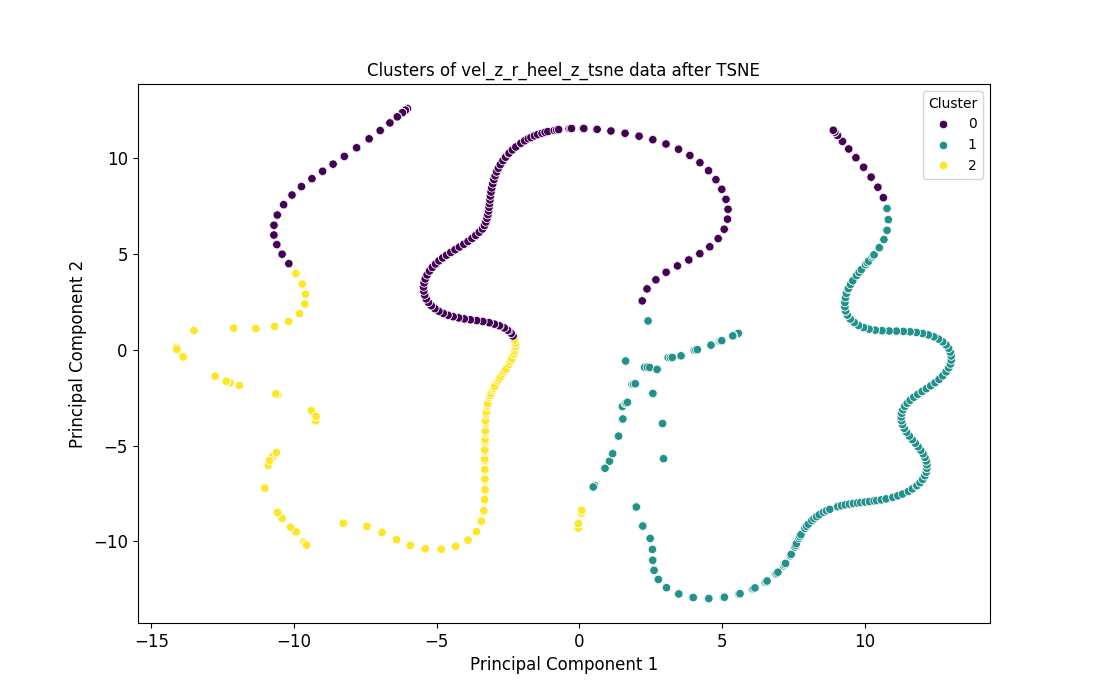 Clusters of vel_z_r_heel_z_tsne data after TSNE
Cluster
0
1
2
Principal Component 2
10
5
0
−5
−10
−15 −10 −5 0 5 10
Principal Component 1